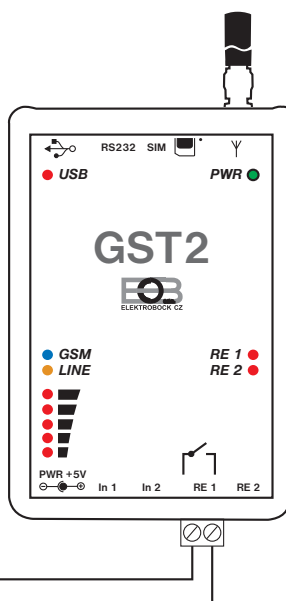 RS232 SIM
USB PWR
GST2
ELEKTROBOCK CZ
GSM RE 1
LINE RE 2
PWR +5V
In 1 In 2 RE 1 RE 2